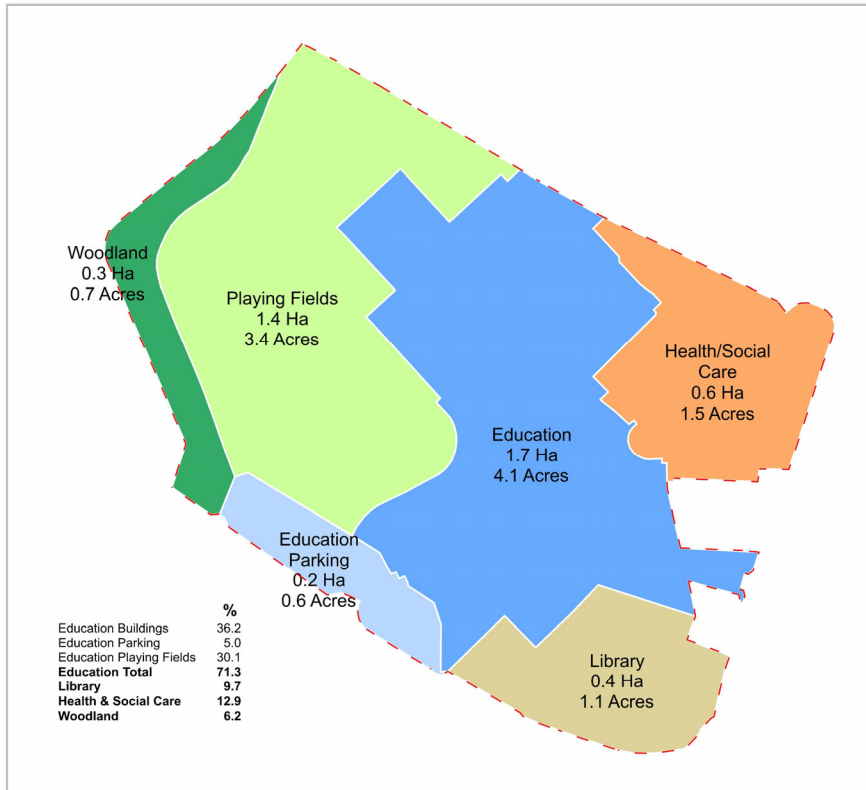 Woodland
0.3 Ha
0.7 Acres
Playing Fields
1.4 Ha
3.4 Acres
Health/Social
Care
0.6 Ha
1.5 Acres
Education
1.7 Ha
4.1 Acres
Education
Parking
0.2 Ha
0.6 Acres
Library
0.4 Ha
1.1 Acres
%
Education Buildings 36.2
Education Parking 5.0
Education Playing Fields 30.1
Education Total 71.3
Library 9.7
Health & Social Care 12.9
Woodland 6.2